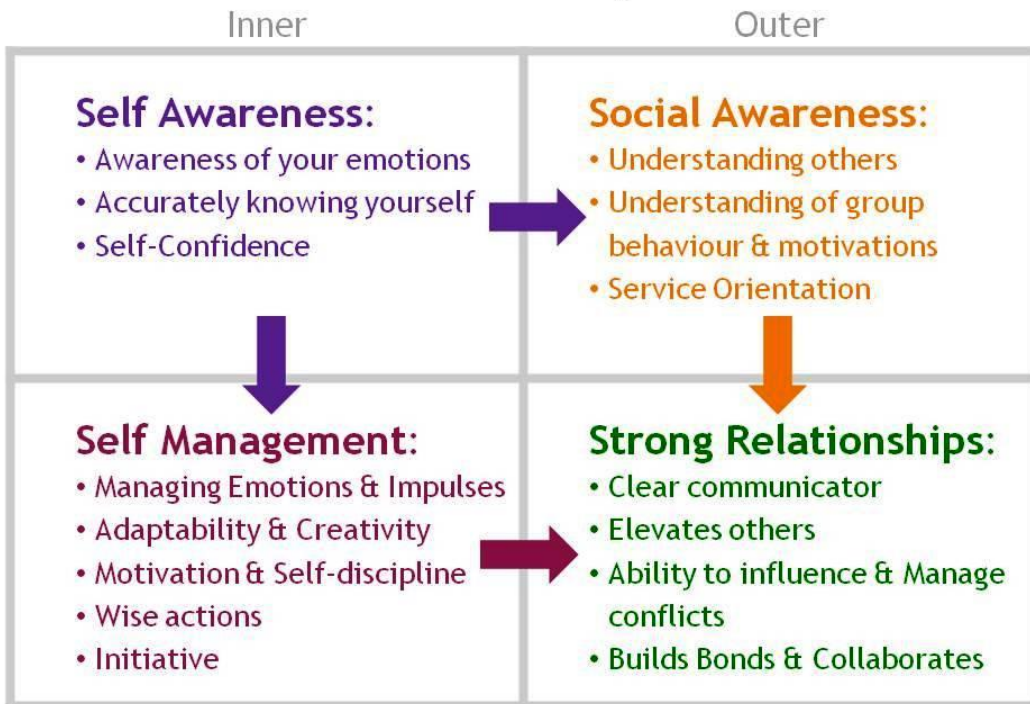 Inner
Outer
Self Awareness:
• Awareness of your emotions
• Accurately knowing yourself
• Self-Confidence
Social Awareness:
• Understanding others
• Understanding of group
behaviour & motivations
• Service Orientation
Self Management:
• Managing Emotions & Impulses
• Adaptability & Creativity
• Motivation & Self-discipline
• Wise actions
• Initiative
Strong Relationships:
• Clear communicator
• Elevates others
• Ability to influence & Manage
conflicts
• Builds Bonds & Collaborates